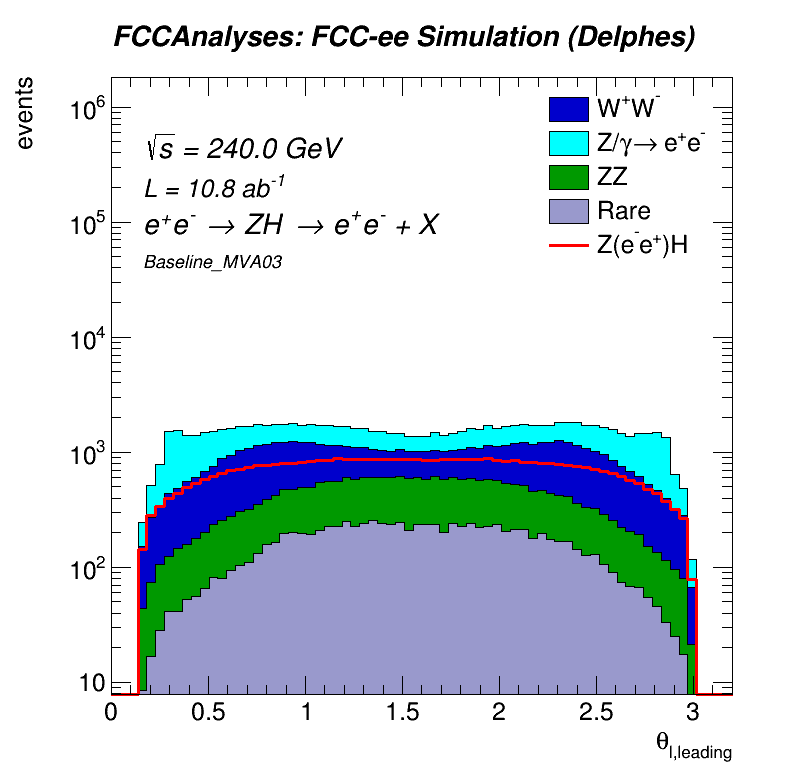 FCCAnalyses: FCC-ee Simulation (Delphes)
events
10⁶
10⁵
10⁴
10³
10²
10
√s = 240.0 GeV
L = 10.8 ab⁻¹
e⁺e⁻ → ZH → e⁺e⁻ + X
Baseline_MVA03
W⁺W⁻
Z/γ→ e⁺e⁻
ZZ
Rare
Z(e⁻e⁺)H
0 0.5 1 1.5 2 2.5 3
θ_l,leading